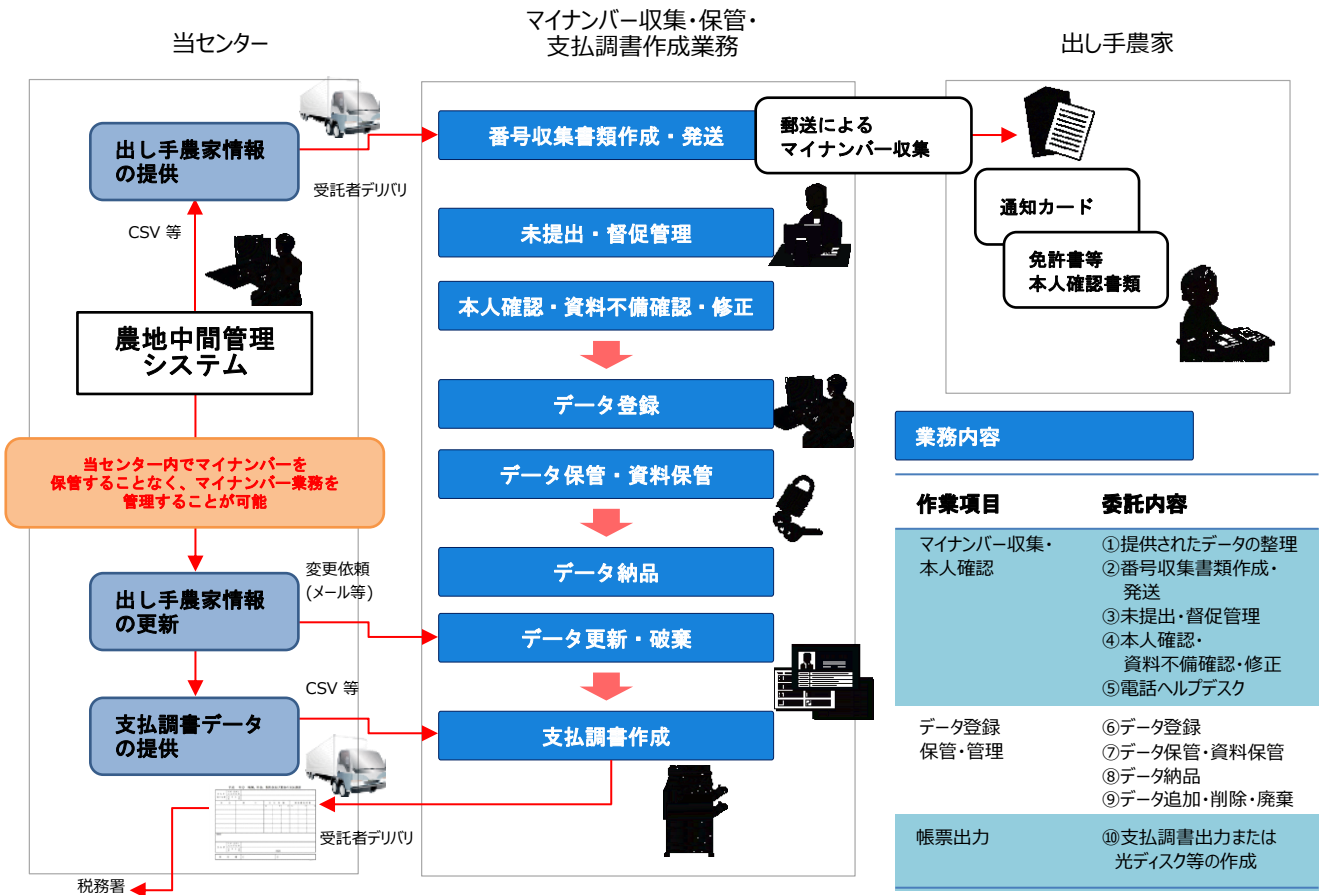 当センター
マイナンバー収集・保管・
支払調書作成業務
出し手農家
出し手農家情報
の提供
受託者デリバリ
CSV 等
農地中間管理
システム
当センター内でマイナンバーを
保管することなく、マイナンバー業務を
管理することが可能
変更依頼
(メール等)
出し手農家情報
の更新
CSV 等
支払調書データ
の提供
受託者デリバリ
税務署
番号収集書類作成・発送
未提出・督促管理
本人確認・資料不備確認・修正
データ登録
データ保管・資料保管
データ納品
データ更新・破棄
支払調書作成
郵送による
マイナンバー収集
通知カード
免許書等
本人確認書類
業務内容
作業項目
委託内容
マイナンバー収集・
本人確認
①提供されたデータの整理
②番号収集書類作成・
発送
③未提出・督促管理
④本人確認・
資料不備確認・修正
⑤電話ヘルプデスク
データ登録
保管・管理
⑥データ登録
⑦データ保管・資料保管
⑧データ納品
⑨データ追加・削除・廃棄
帳票出力
⑩支払調書出力または
光ディスク等の作成